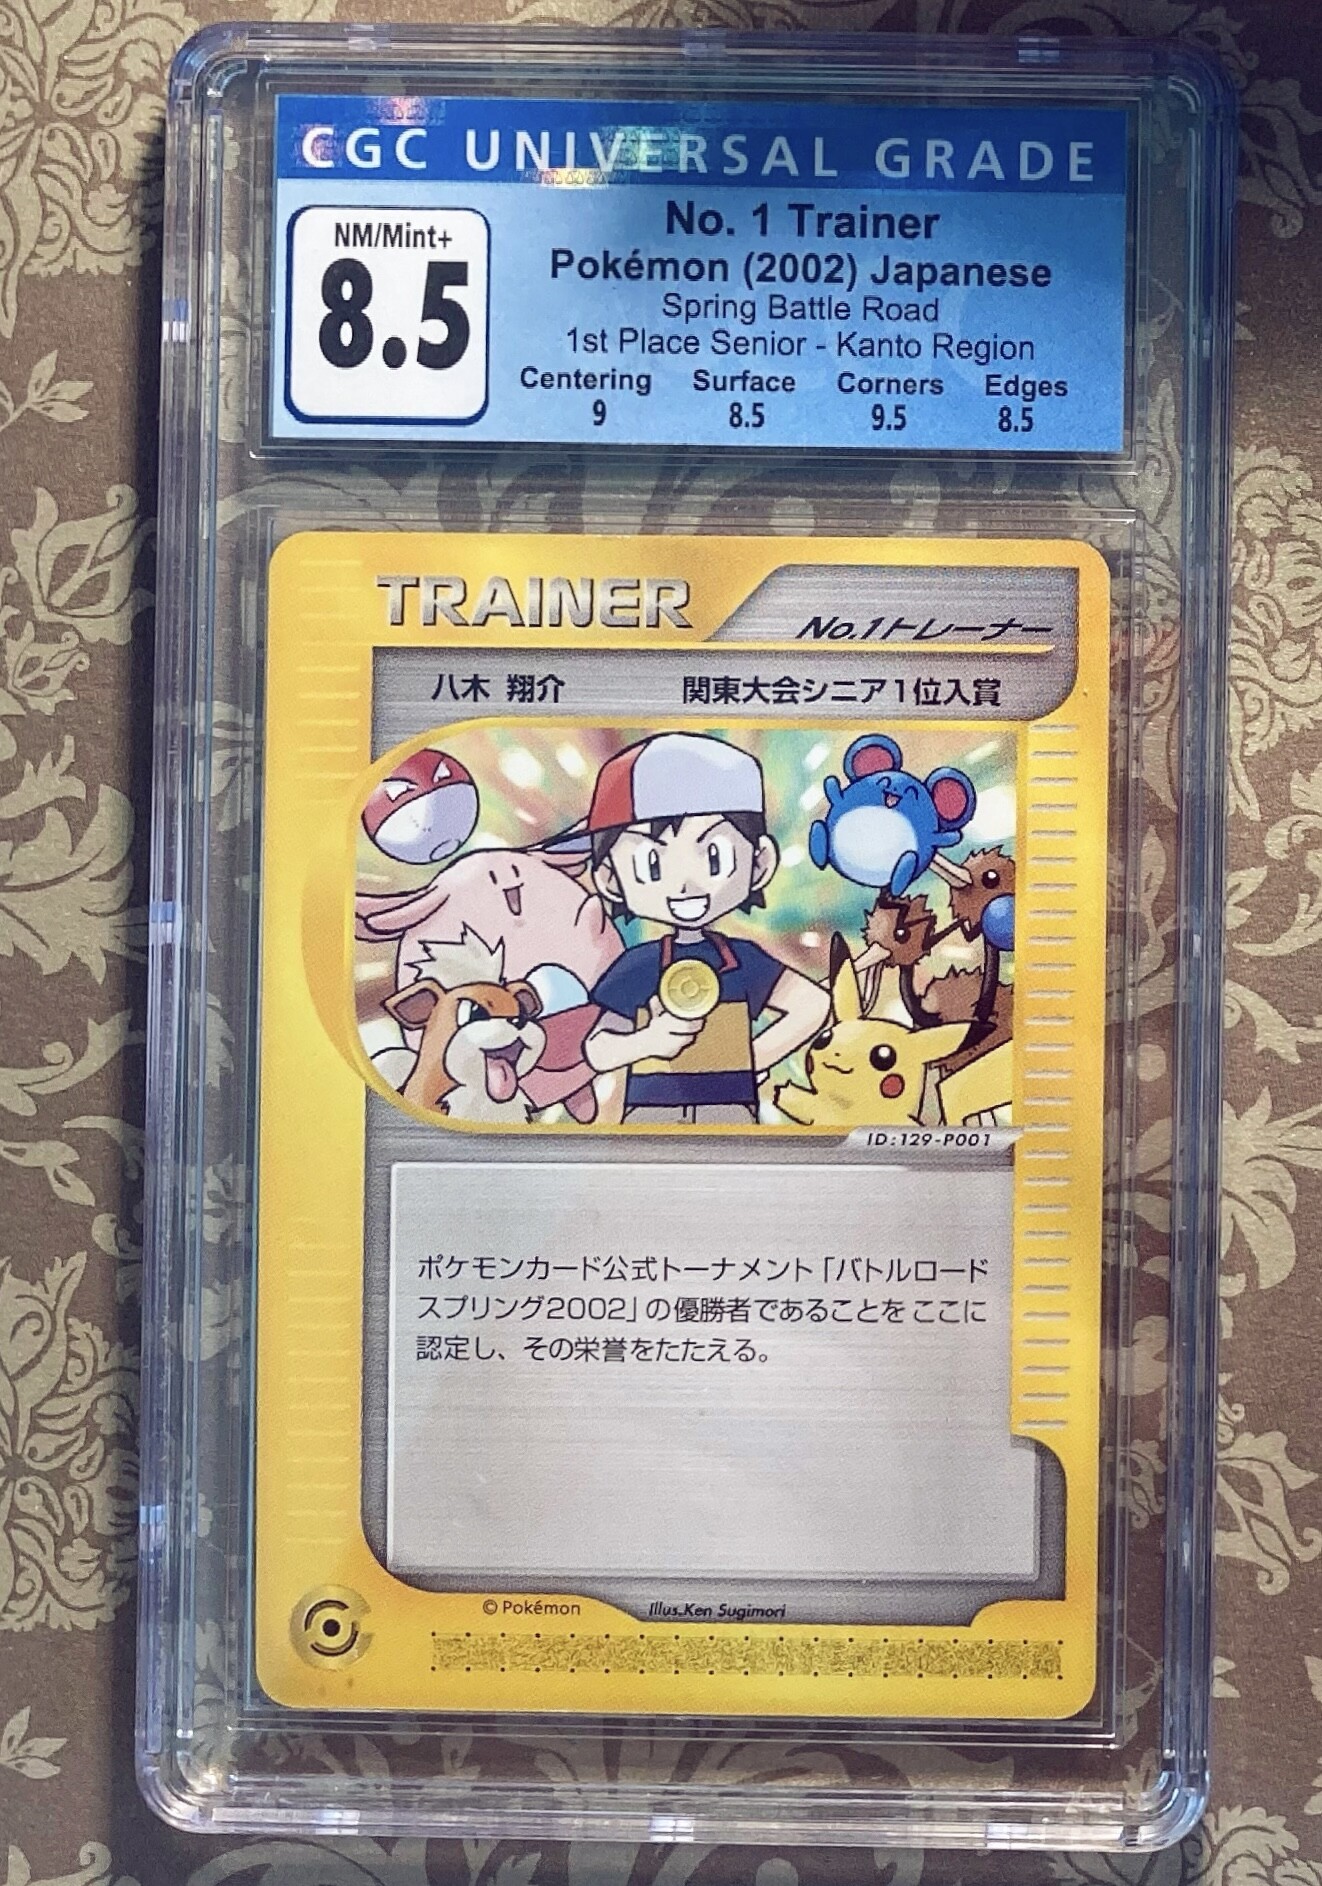 CGC UNIVERSAL GRADE
NM/Mint+
8.5
No. 1 Trainer
Pokémon (2002) Japanese
Spring Battle Road
1st Place Senior - Kanto Region
Centering Surface Corners Edges
9 8.5 9.5 8.5
TRAINER
No.1トレーナー
八木 翔介 関東大会シニア1位入賞
ID:129-P001
ポケモンカード公式トーナメント「バトルロード
スプリング2002」の優勝者であることを ここに
認定し、その栄誉をたたえる。
© Pokémon Illus.Ken Sugimori